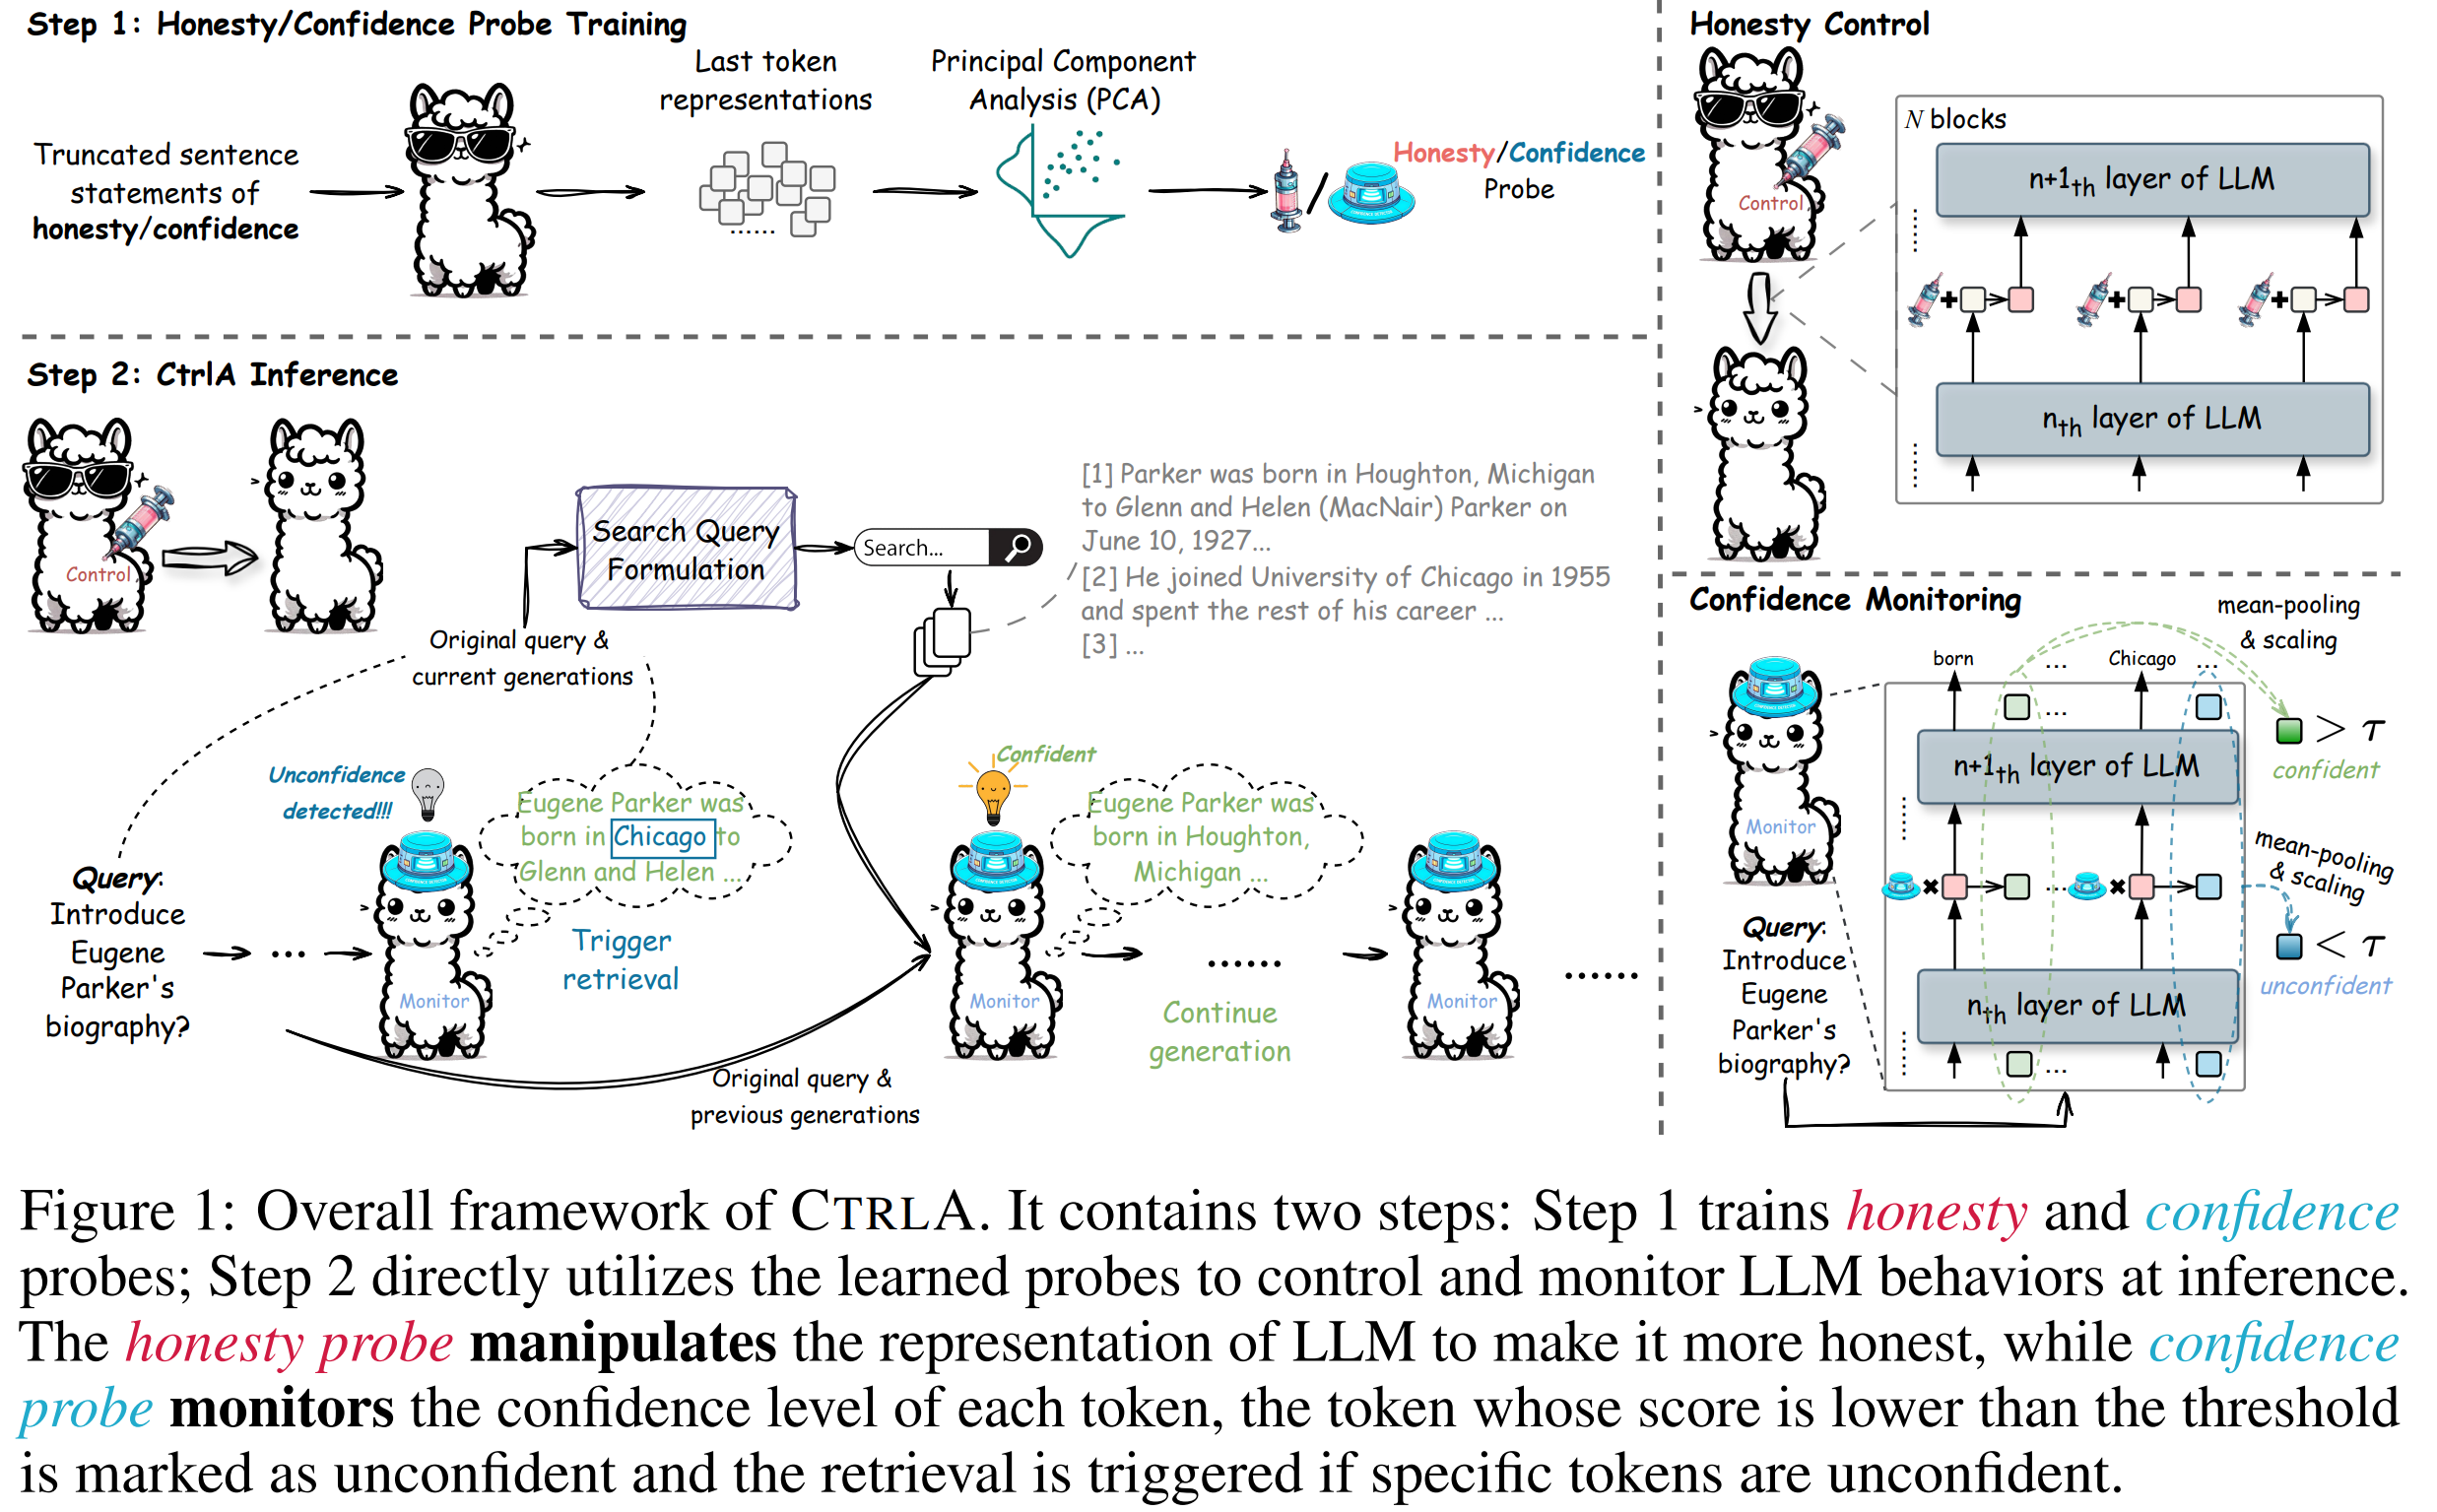 Step 1: Honesty/Confidence Probe Training
Truncated sentence
statements of
honesty/confidence
Last token
representations
......
Principal Component
Analysis (PCA)
Honesty/Confidence
Probe
Step 2: CtrlA Inference
Control
Search Query
Formulation
Search...
[1] Parker was born in Houghton, Michigan
to Glenn and Helen (MacNair) Parker on
June 10, 1927...
[2] He joined University of Chicago in 1955
and spent the rest of his career ...
[3] ...
Original query &
current generations
Unconfidence
detected!!!
Eugene Parker was
born in Chicago to
Glenn and Helen ...
Query:
Introduce
Eugene
Parker's
biography?
...
Monitor
Trigger
retrieval
Confident
Eugene Parker was
born in Houghton,
Michigan ...
Monitor
......
Continue
generation
Monitor
......
Original query &
previous generations
Honesty Control
Control
N blocks
n+1th layer of LLM
nth layer of LLM
Confidence Monitoring
mean-pooling
& scaling
born
...
Chicago
...
Monitor
...
n+1th layer of LLM
> τ
confident
mean-pooling
& scaling
...
< τ
unconfident
nth layer of LLM
...
Query:
Introduce
Eugene
Parker's
biography?
Figure 1: Overall framework of CTRLA. It contains two steps: Step 1 trains honesty and confidence
probes; Step 2 directly utilizes the learned probes to control and monitor LLM behaviors at inference.
The honesty probe manipulates the representation of LLM to make it more honest, while confidence
probe monitors the confidence level of each token, the token whose score is lower than the threshold
is marked as unconfident and the retrieval is triggered if specific tokens are unconfident.